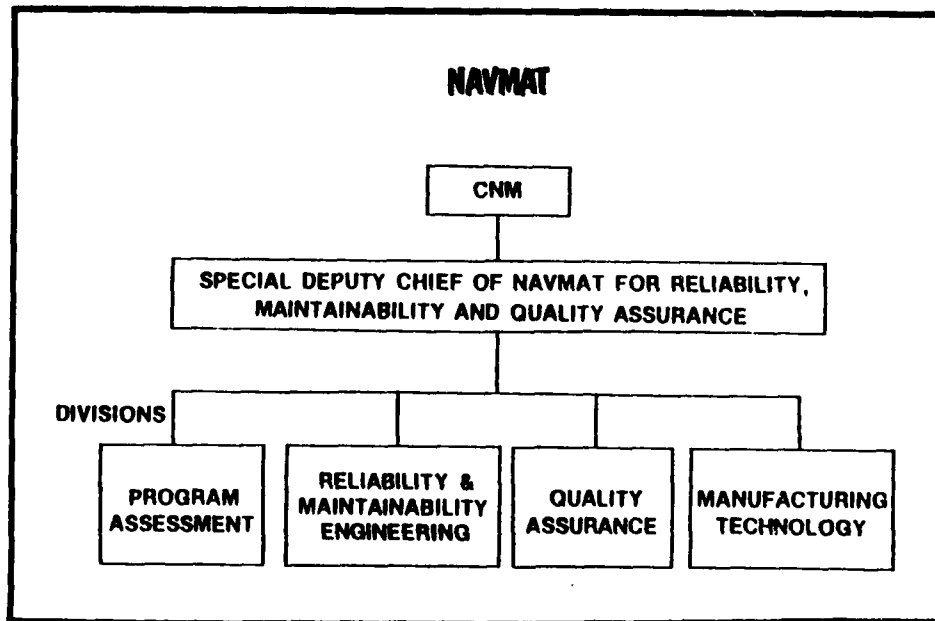 NAVMAT
CNM
SPECIAL DEPUTY CHIEF OF NAVMAT FOR RELIABILITY,
MAINTAINABILITY AND QUALITY ASSURANCE
DIVISIONS
PROGRAM
ASSESSMENT
RELIABILITY &
MAINTAINABILITY
ENGINEERING
QUALITY
ASSURANCE
MANUFACTURING
TECHNOLOGY